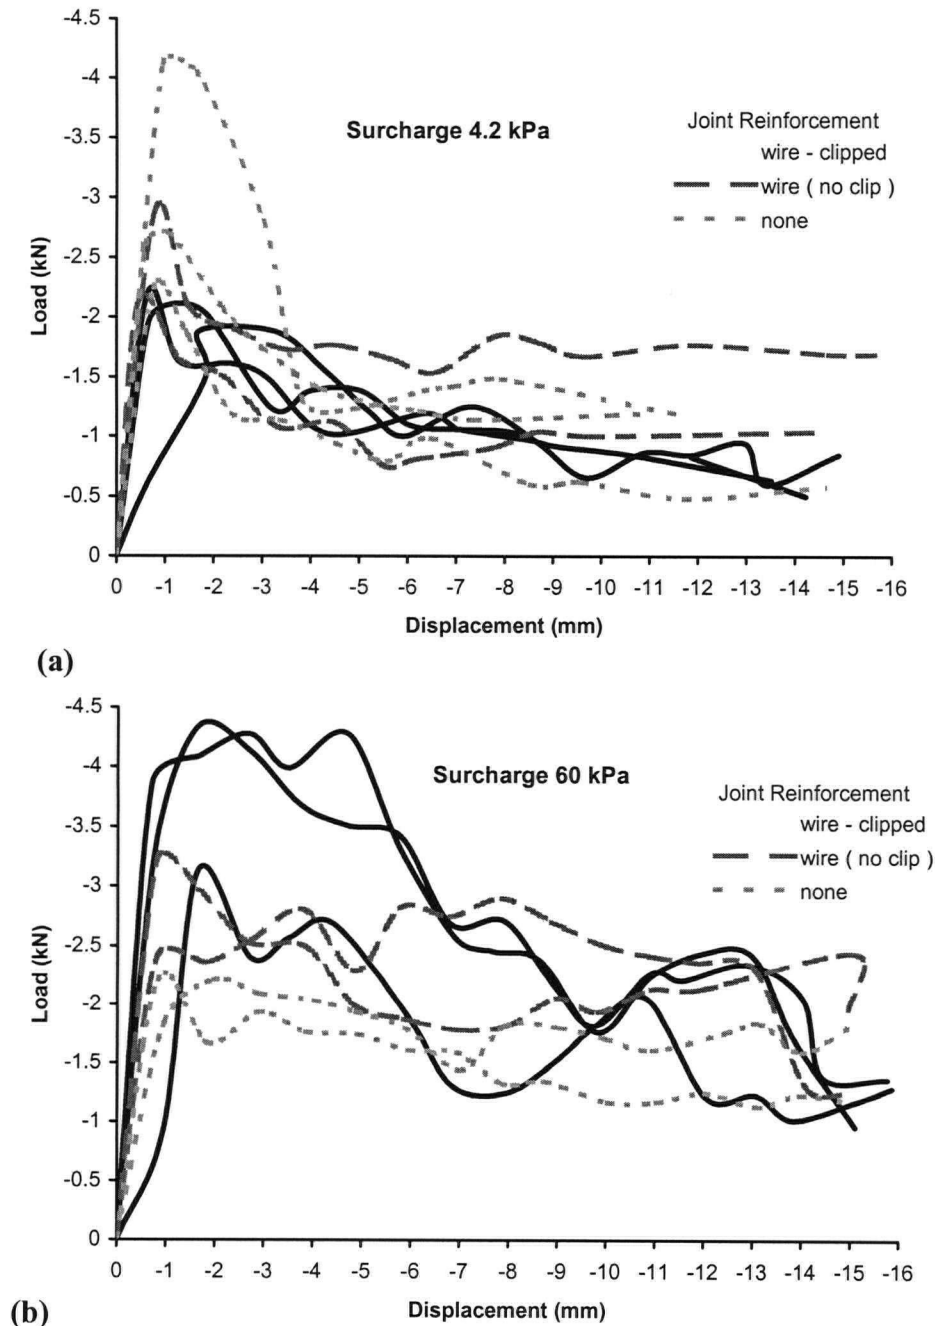 -4.5
-4
-3.5
-3
-2.5
-2
-1.5
-1
-0.5
0
Load (kN)
Surcharge 4.2 kPa
Joint Reinforcement
wire - clipped
wire ( no clip )
none
0 -1 -2 -3 -4 -5 -6 -7 -8 -9 -10 -11 -12 -13 -14 -15 -16
Displacement (mm)
(a)
-4.5
-4
-3.5
-3
-2.5
-2
-1.5
-1
-0.5
0
Load (kN)
Surcharge 60 kPa
Joint Reinforcement
wire - clipped
wire ( no clip )
none
0 -1 -2 -3 -4 -5 -6 -7 -8 -9 -10 -11 -12 -13 -14 -15 -16
Displacement (mm)
(b)